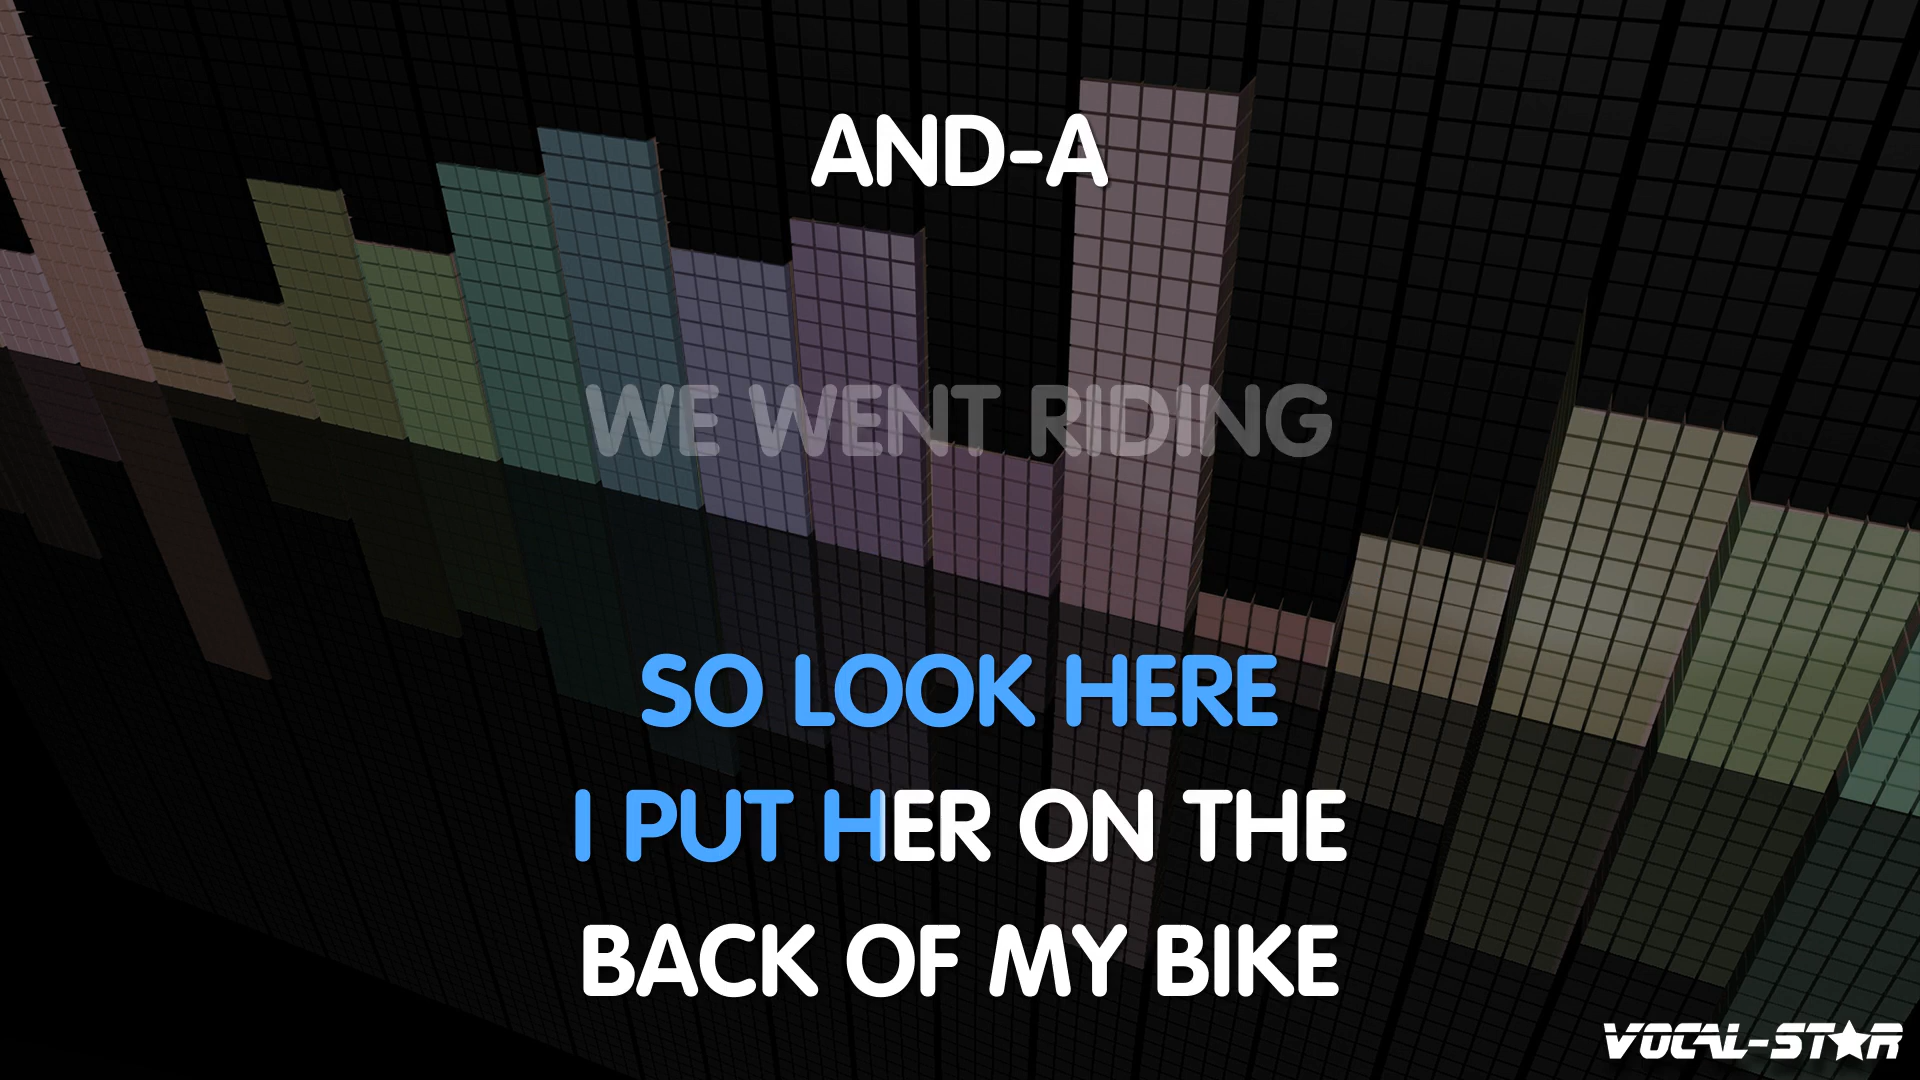 AND-A
WE WENT RIDING
SO LOOK HERE
I PUT HER ON THE
BACK OF MY BIKE
VOCAL-STAR